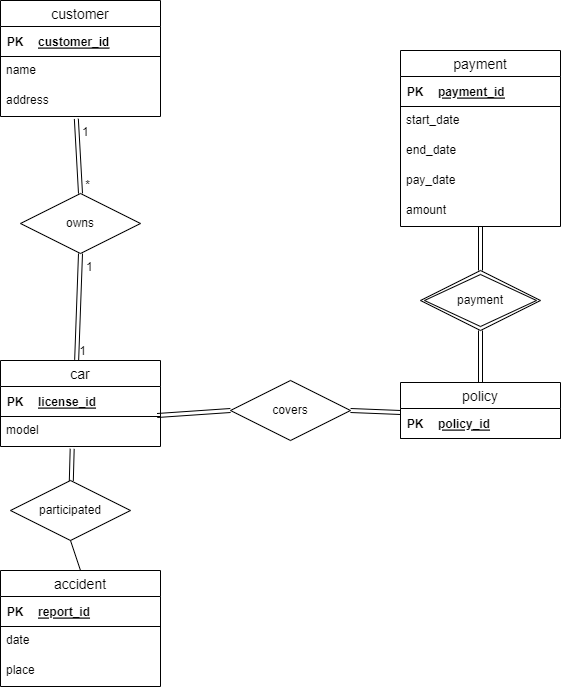 customer
PK customer_id
name
address
1
*
owns
1
1
car
PK license_id
model
participated
accident
PK report_id
date
place
covers
payment
PK payment_id
start_date
end_date
pay_date
amount
payment
policy
PK policy_id